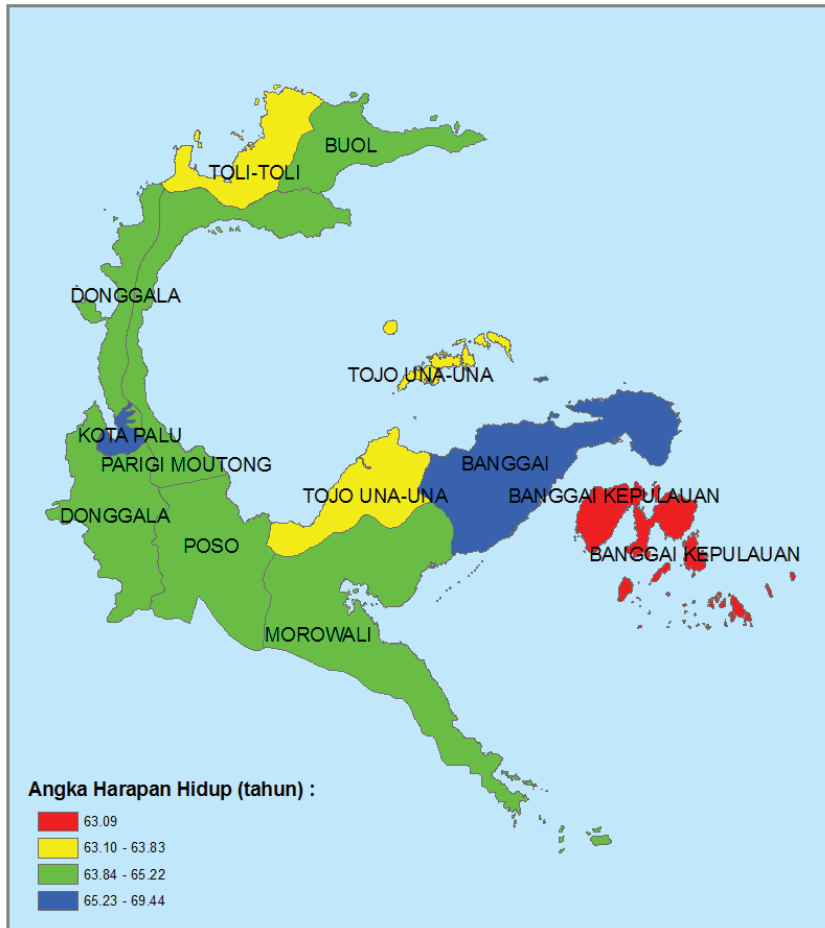 BUOL
TOLI-TOLI
DONGGALA
TOJO UNA-UNA
KOTA PALU
PARIGI MOUTONG
BANGGAI
TOJO UNA-UNA
BANGGAI KEPULAUAN
DONGGALA
POSO
BANGGAI KEPULAUAN
MOROWALI
Angka Harapan Hidup (tahun) :
63.09
63.10 - 63.83
63.84 - 65.22
65.23 - 69.44